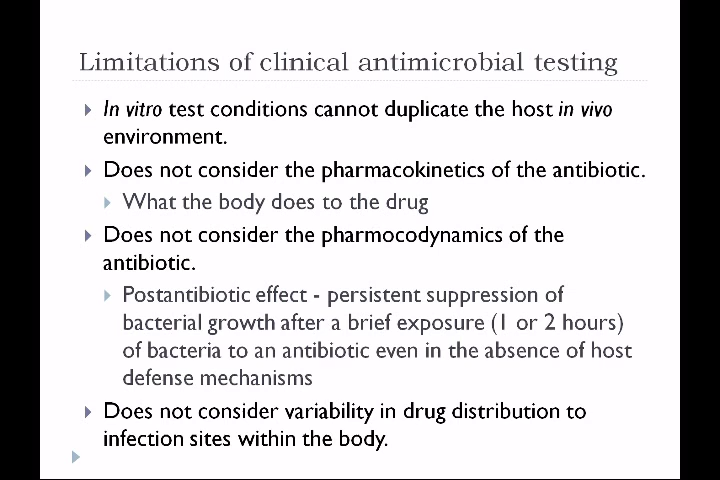 Limitations of clinical antimicrobial testing
In vitro test conditions cannot duplicate the host in vivo
environment.
Does not consider the pharmacokinetics of the antibiotic.
What the body does to the drug
Does not consider the pharmocodynamics of the
antibiotic.
Postantibiotic effect - persistent suppression of
bacterial growth after a brief exposure (1 or 2 hours)
of bacteria to an antibiotic even in the absence of host
defense mechanisms
Does not consider variability in drug distribution to
infection sites within the body.